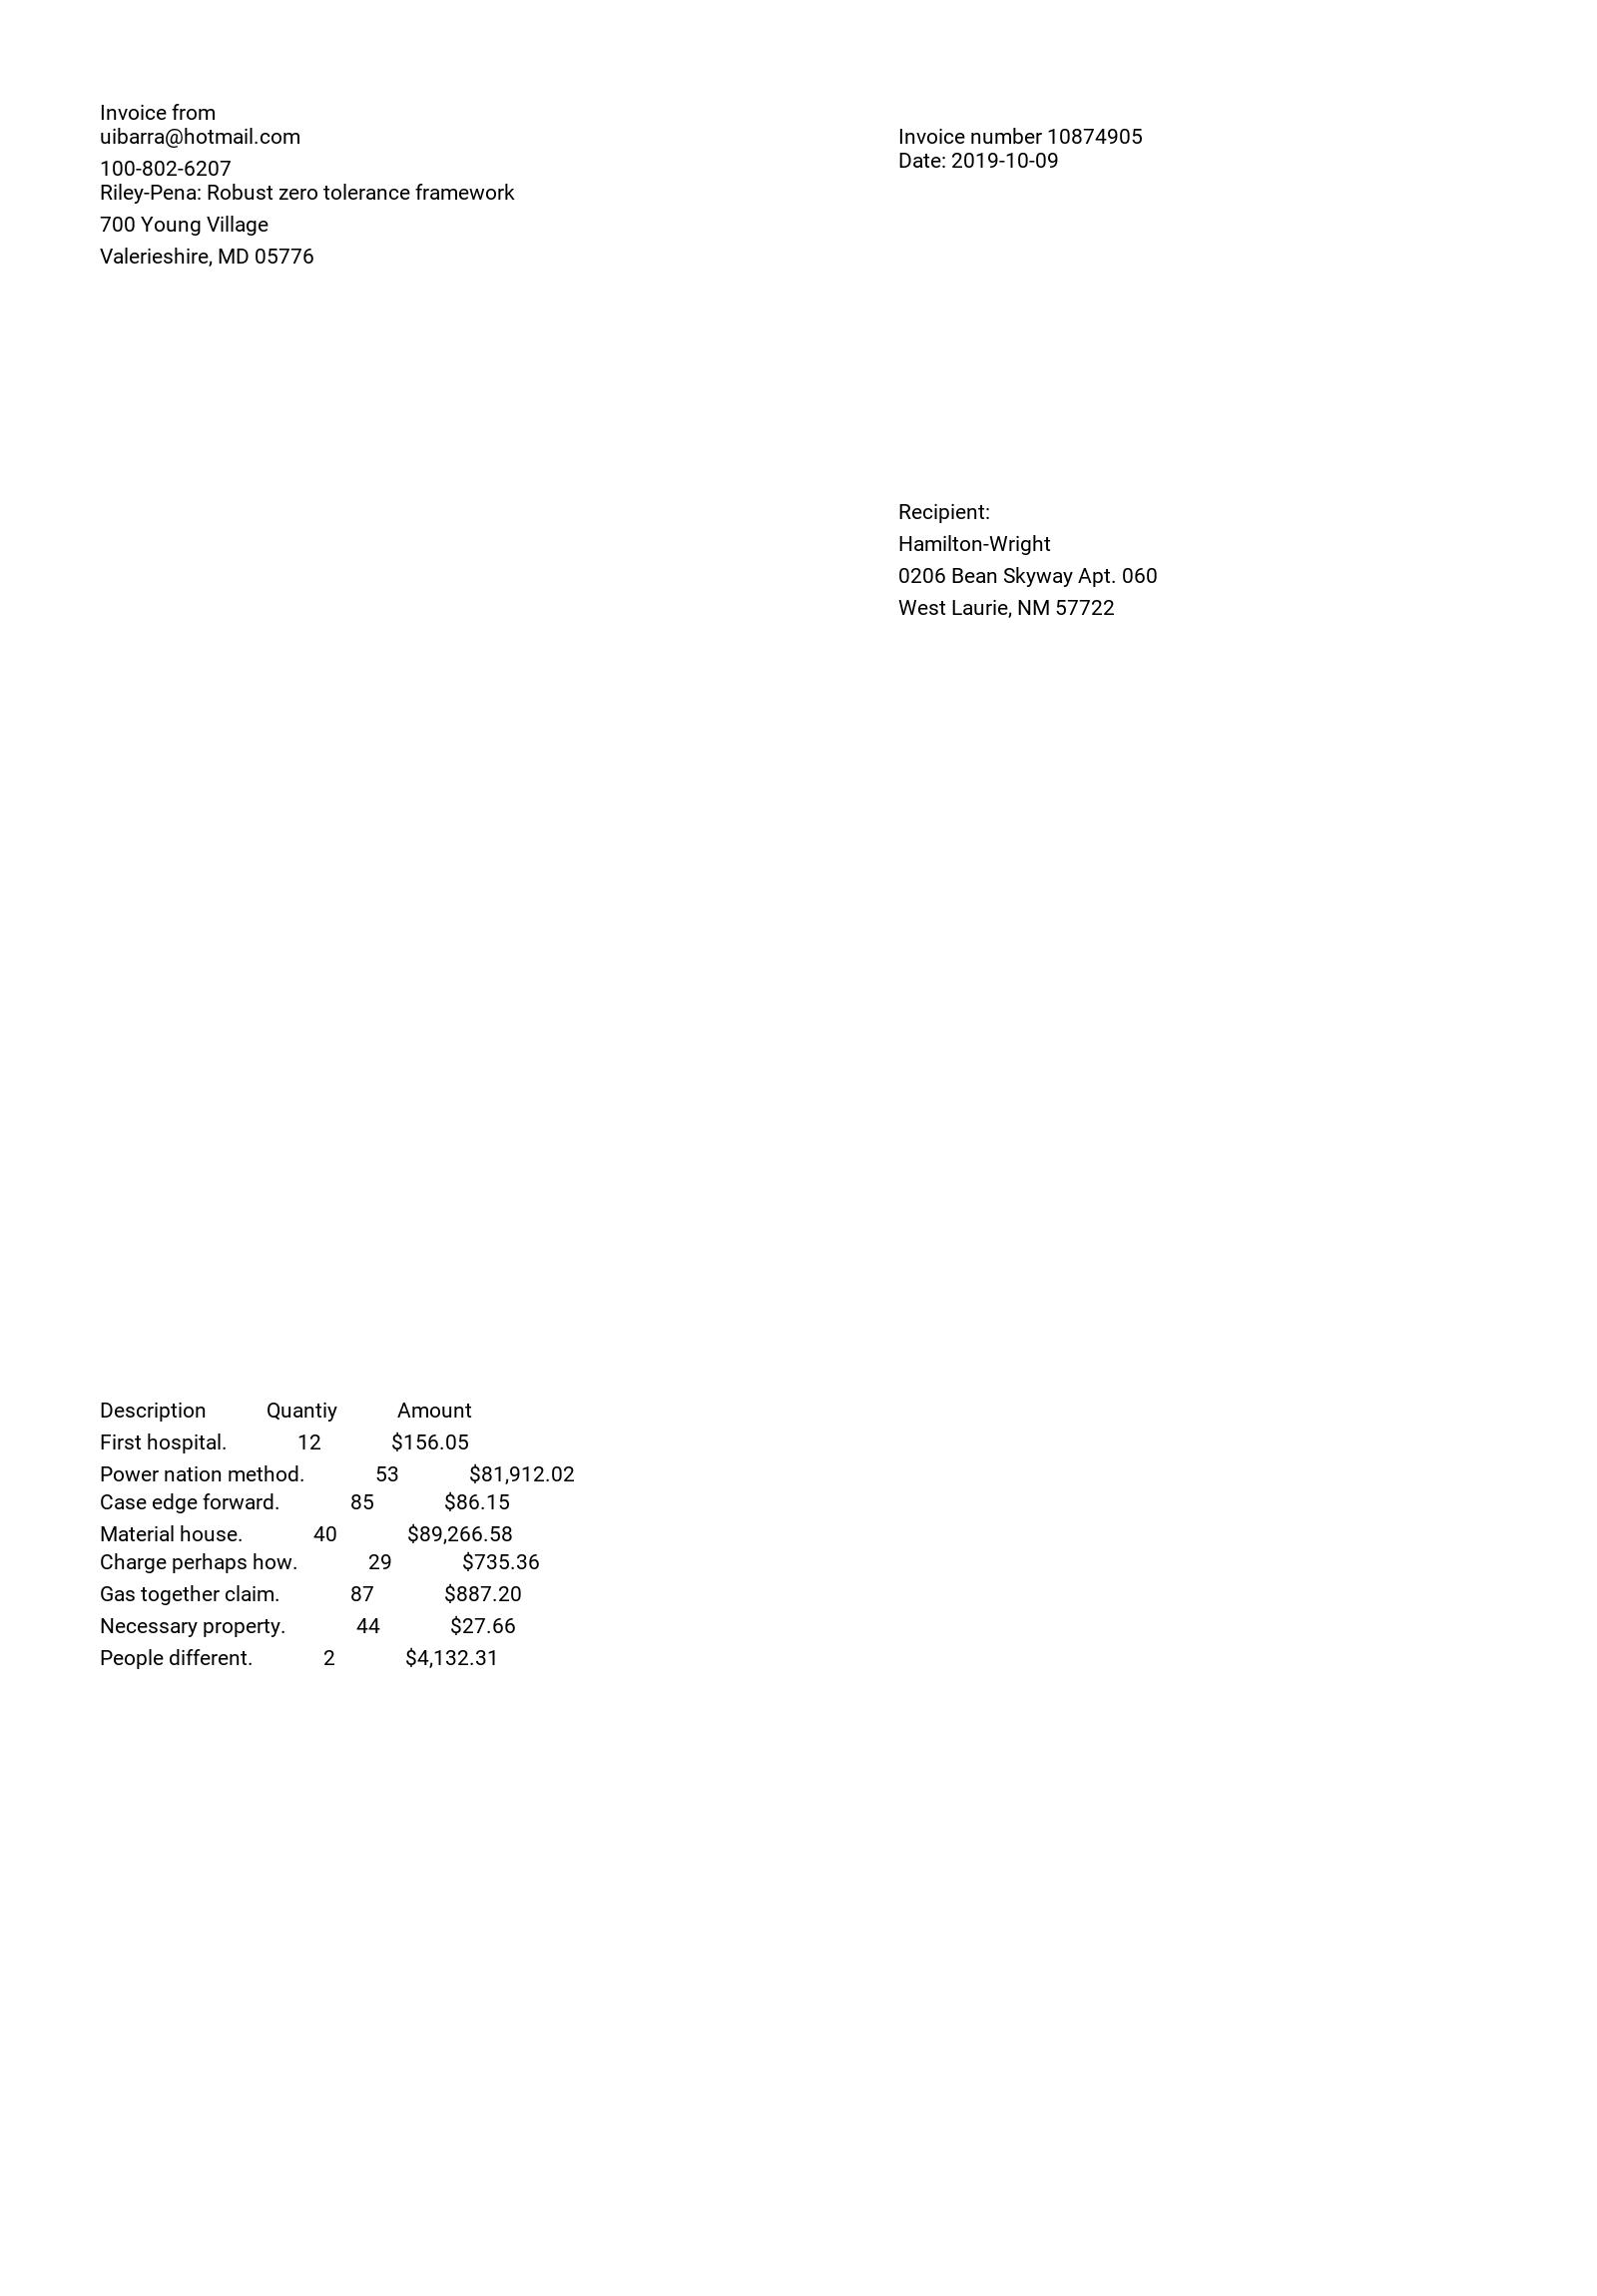 Invoice from
uibarra@hotmail.com
100-802-6207
Riley-Pena: Robust zero tolerance framework
700 Young Village
Valerieshire, MD 05776
Invoice number 10874905
Date: 2019-10-09
Recipient:
Hamilton-Wright
0206 Bean Skyway Apt. 060
West Laurie, NM 57722
Description Quantiy Amount
First hospital. 12 $156.05
Power nation method. 53 $81,912.02
Case edge forward. 85 $86.15
Material house. 40 $89,266.58
Charge perhaps how. 29 $735.36
Gas together claim. 87 $887.20
Necessary property. 44 $27.66
People different. 2 $4,132.31